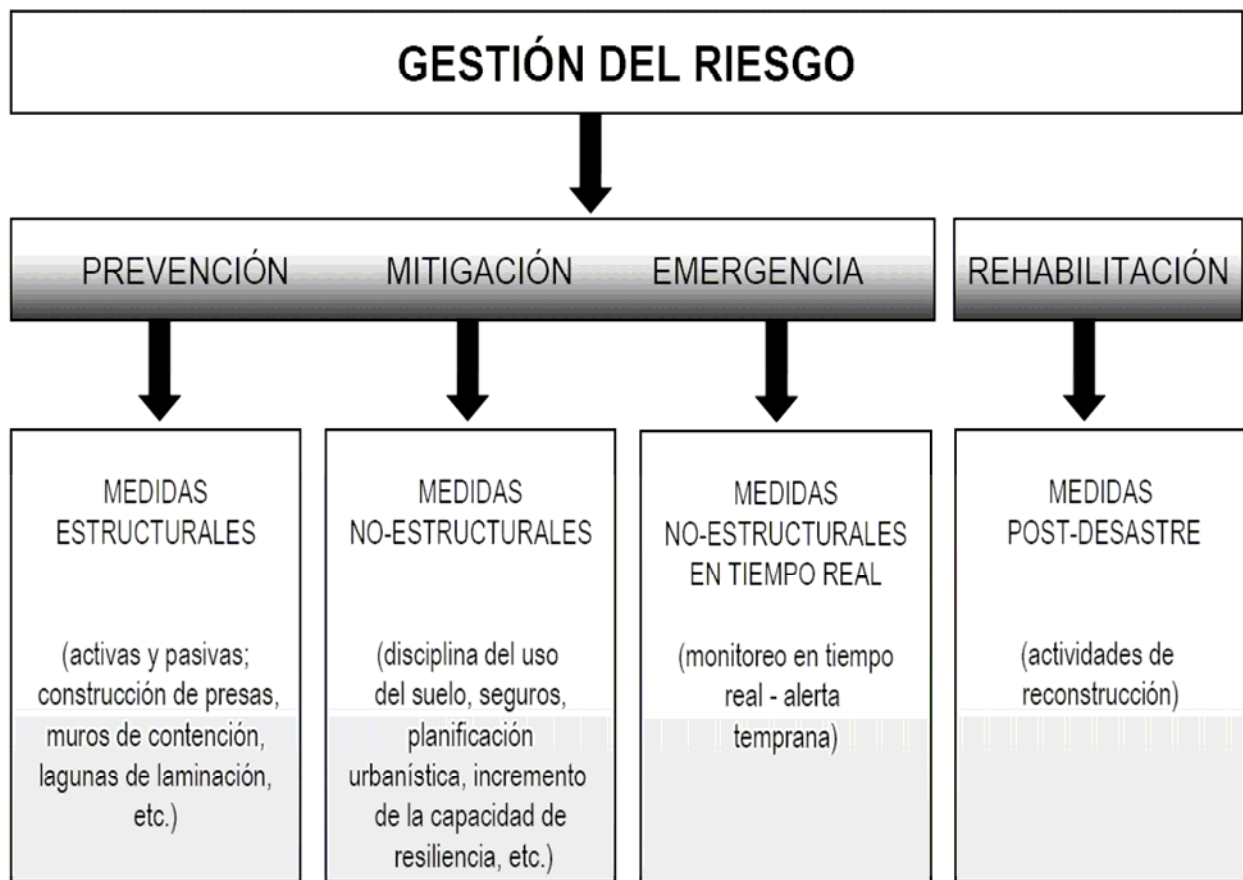 GESTIÓN DEL RIESGO
PREVENCIÓN MITIGACIÓN EMERGENCIA REHABILITACIÓN
MEDIDAS
ESTRUCTURALES
(activas y pasivas;
construcción de presas,
muros de contención,
lagunas de laminación,
etc.)
MEDIDAS
NO-ESTRUCTURALES
(disciplina del uso
del suelo, seguros,
planificación
urbanística, incremento
de la capacidad de
resiliencia, etc.)
MEDIDAS
NO-ESTRUCTURALES
EN TIEMPO REAL
(monitoreo en tiempo
real - alerta
temprana)
MEDIDAS
POST-DESASTRE
(actividades de
reconstrucción)